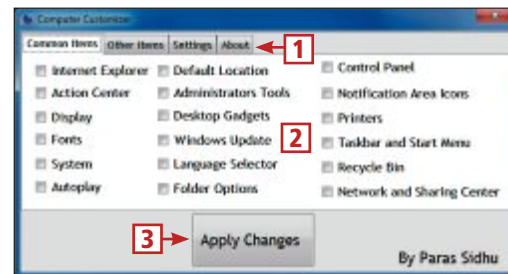 Computer Customizer
Common Items Other Items Settings About 1
Internet Explorer Default Location Control Panel
Action Center Administrators Tools Notification Area Icons
Display Desktop Gadgets Printers
Fonts Windows Update 2 Taskbar and Start Menu
System Language Selector Recycle Bin
Autoplay Folder Options Network and Sharing Center
3 Apply Changes
By Paras Sidhu